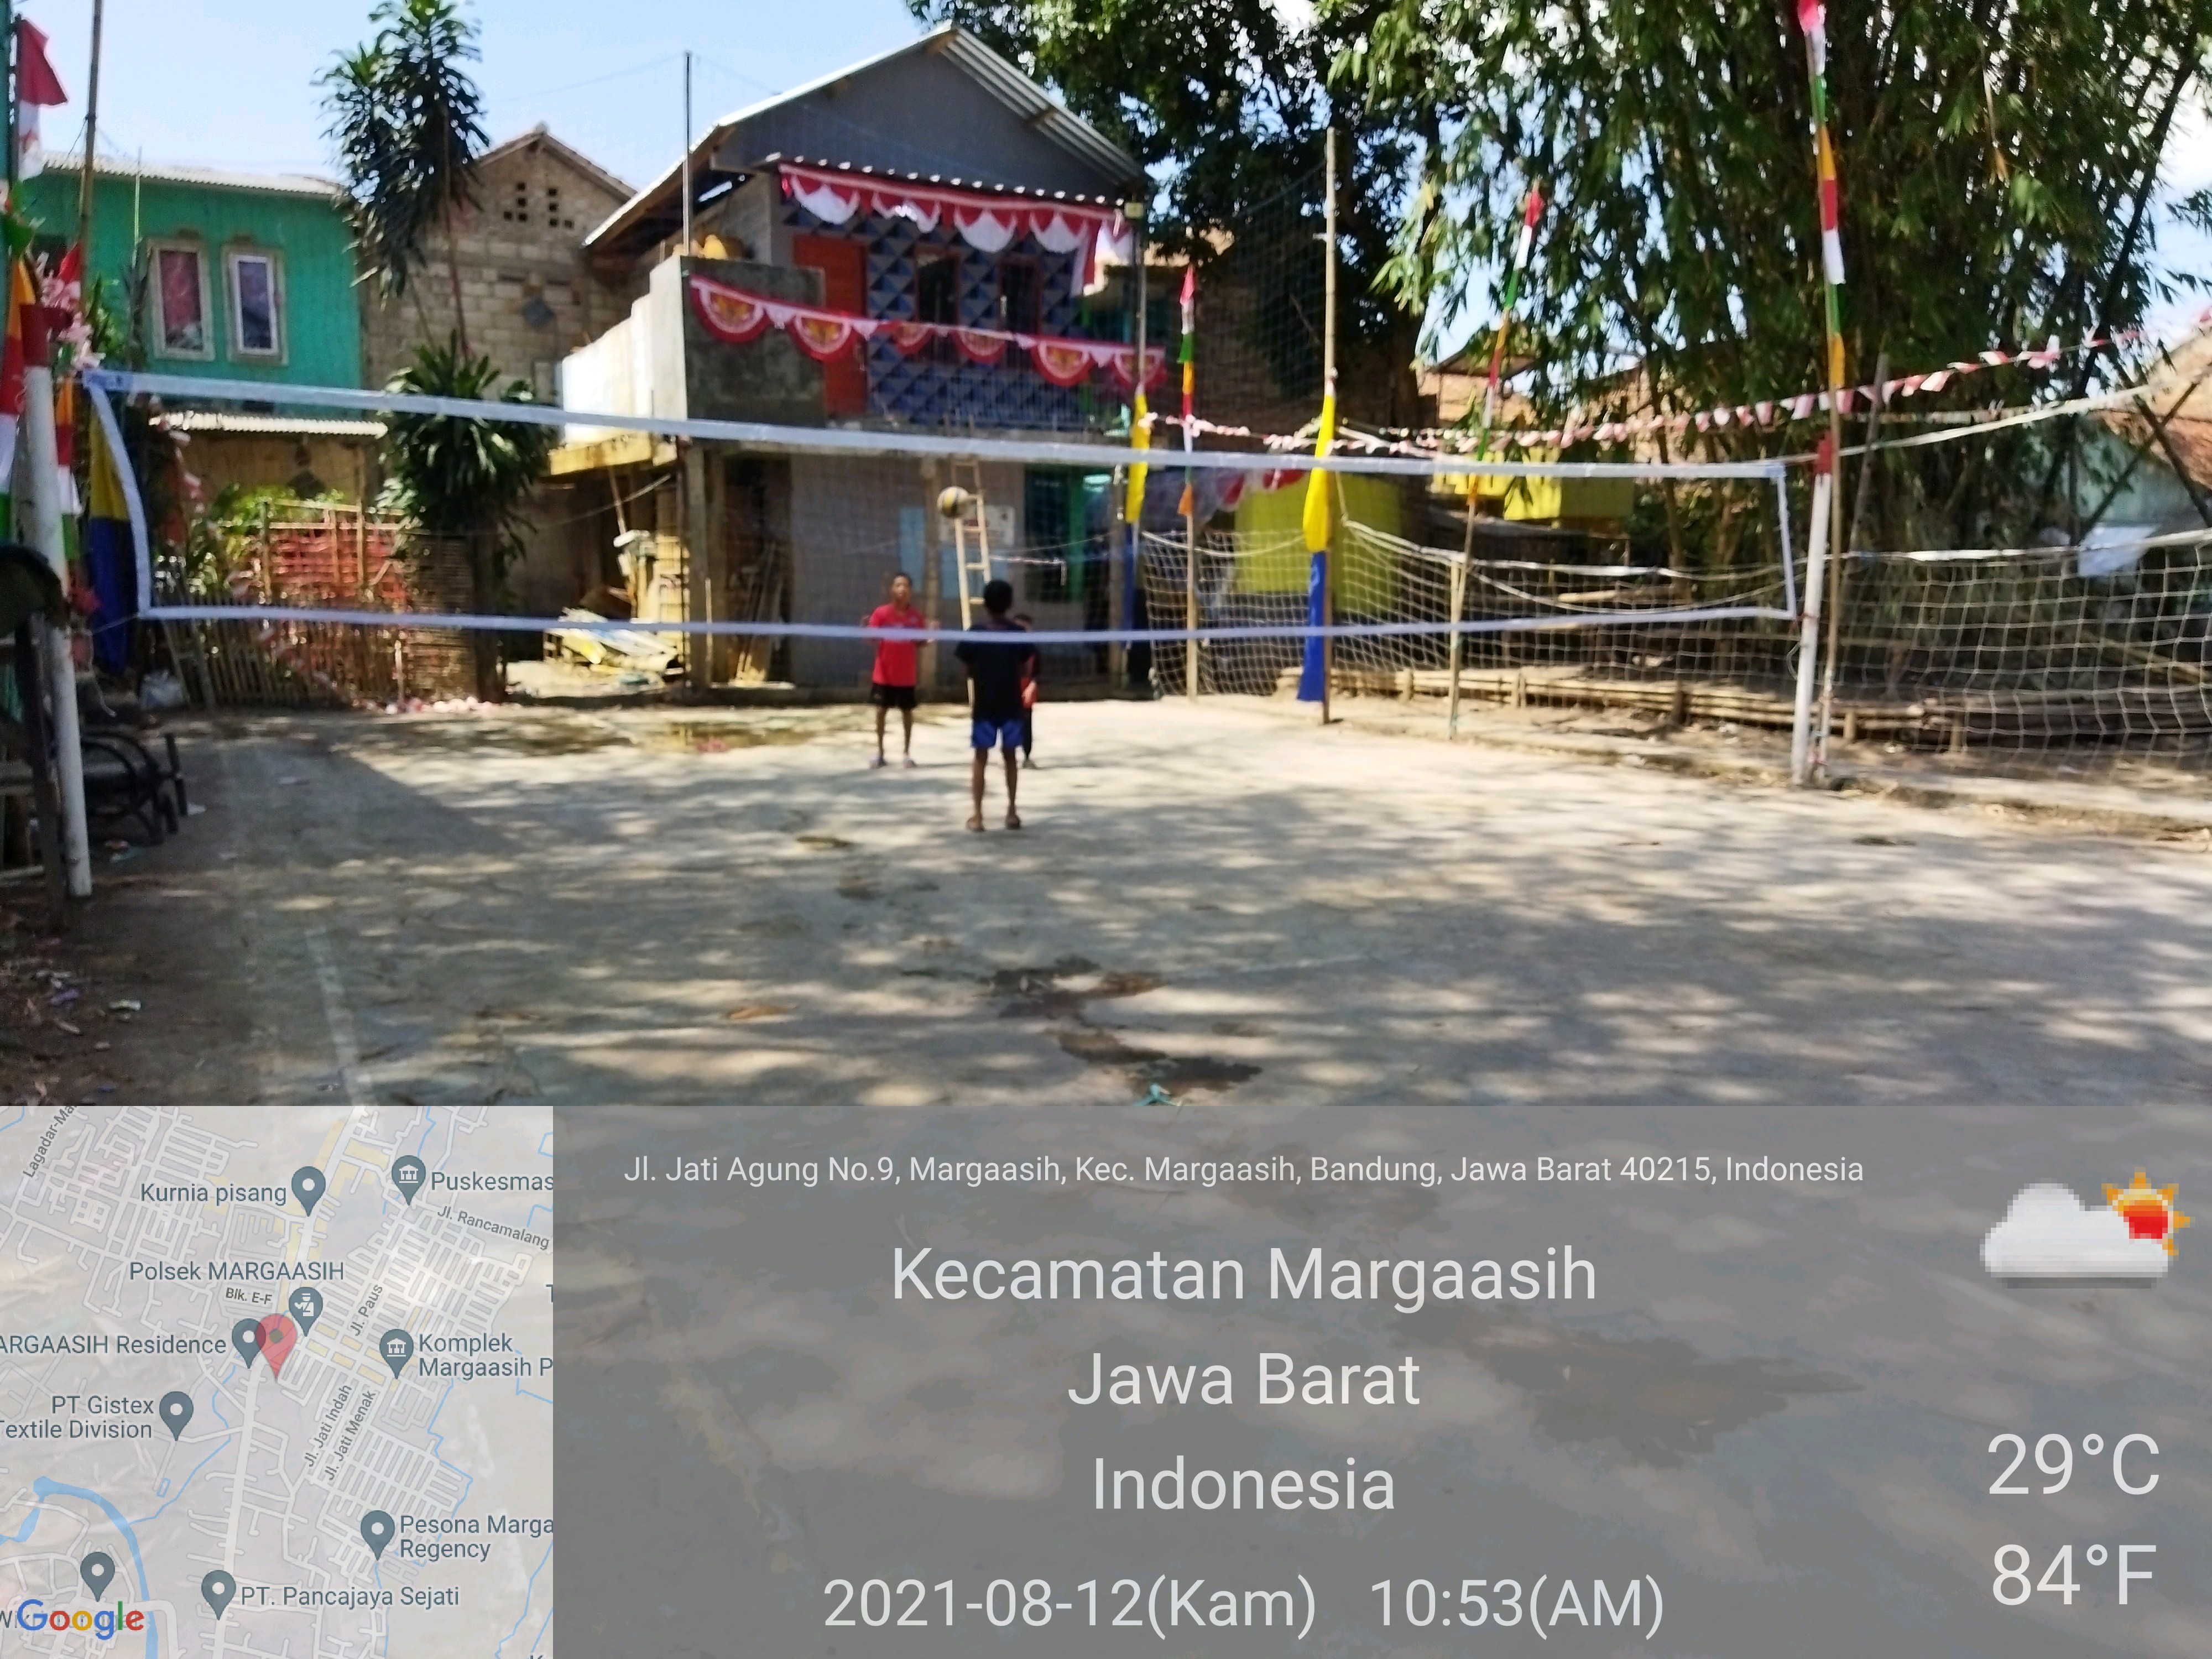 Jl. Jati Agung No.9, Margaasih, Kec. Margaasih, Bandung, Jawa Barat 40215, Indonesia
Kecamatan Margaasih
Jawa Barat
Indonesia
2021-08-12(Kam) 10:53(AM)
29°C
84°F
Lagadar-Ma
Kurnia pisang
Puskesmas
Jl. Rancamalang
Polsek MARGAASIH
Blk. E-F
Jl. Paus
ARGAASIH Residence
Komplek
Margaasih P
PT Gistex
Textile Division
Jl. Jati Indah
Jl. Jati Menak
Pesona Marga
Regency
PT. Pancajaya Sejati
Google